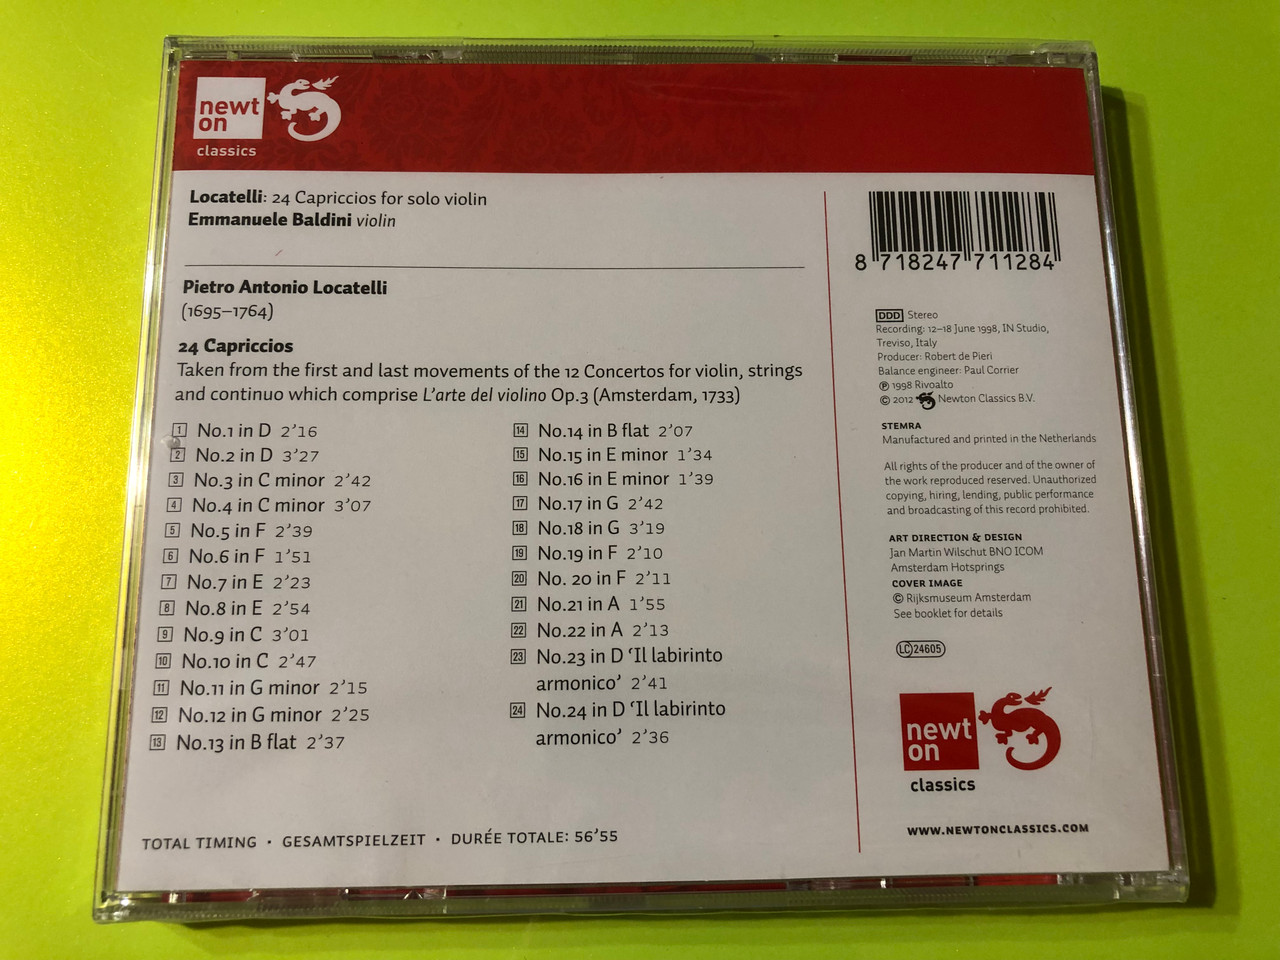 newt
on
classics
Locatelli: 24 Capriccios for solo violin
Emmanuele Baldini violin
Pietro Antonio Locatelli
(1695–1764)
24 Capriccios
Taken from the first and last movements of the 12 Concertos for violin, strings
and continuo which comprise L’arte del violino Op.3 (Amsterdam, 1733)
1 No.1 in D 2’16
2 No.2 in D 3’27
3 No.3 in C minor 2’42
4 No.4 in C minor 3’07
5 No.5 in F 2’39
6 No.6 in F 1’51
7 No.7 in E 2’23
8 No.8 in E 2’54
9 No.9 in C 3’01
10 No.10 in C 2’47
11 No.11 in G minor 2’15
12 No.12 in G minor 2’25
13 No.13 in B flat 2’37
14 No.14 in B flat 2’07
15 No.15 in E minor 1’34
16 No.16 in E minor 1’39
17 No.17 in G 2’42
18 No.18 in G 3’19
19 No.19 in F 2’10
20 No. 20 in F 2’11
21 No.21 in A 1’55
22 No.22 in A 2’13
23 No.23 in D ‘Il labirinto
armonico’ 2’41
24 No.24 in D ‘Il labirinto
armonico’ 2’36
TOTAL TIMING · GESAMTSPIELZEIT · DURÉE TOTALE: 56’55
8 718247 711284
DDD Stereo
Recording: 12–18 June 1998, IN Studio,
Treviso, Italy
Producer: Robert de Pieri
Balance engineer: Paul Corrier
℗ 1998 Rivoalto
© 2012 Newton Classics B.V.
STEMRA
Manufactured and printed in the Netherlands
All rights of the producer and of the owner of
the work reproduced reserved. Unauthorized
copying, hiring, lending, public performance
and broadcasting of this record prohibited.
ART DIRECTION & DESIGN
Jan Martin Wilschut BNO ICOM
Amsterdam Hotsprings
COVER IMAGE
© Rijksmuseum Amsterdam
See booklet for details
LC 24605
newt
on
classics
WWW.NEWTONCLASSICS.COM